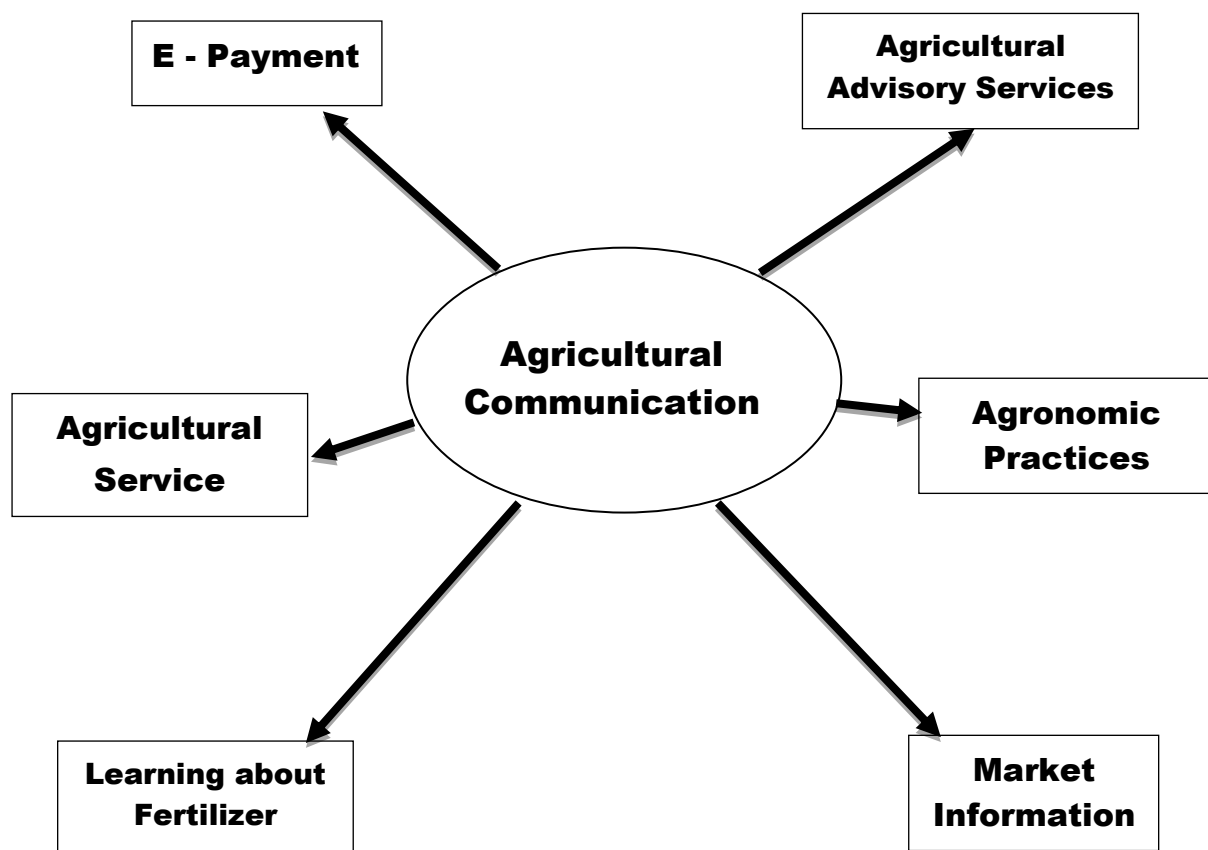 E - Payment
Agricultural
Advisory Services
Agricultural
Communication
Agricultural
Service
Agronomic
Practices
Learning about
Fertilizer
Market
Information